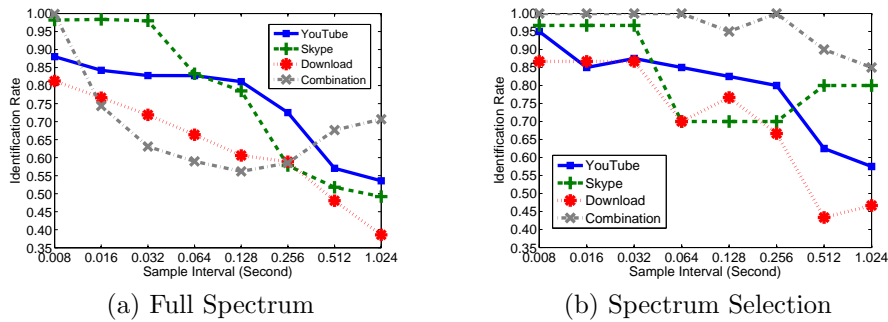 1.00
0.95
0.90
0.85
0.80
0.75
0.70
0.65
0.60
0.55
0.50
0.45
0.40
0.35
Identification Rate
YouTube
Skype
Download
Combination
0.008 0.016 0.032 0.064 0.128 0.256 0.512 1.024
Sample Interval (Second)
(a) Full Spectrum
1.00
0.95
0.90
0.85
0.80
0.75
0.70
0.65
0.60
0.55
0.50
0.45
0.40
0.35
Identification Rate
YouTube
Skype
Download
Combination
0.008 0.016 0.032 0.064 0.128 0.256 0.512 1.024
Sample Interval (Second)
(b) Spectrum Selection